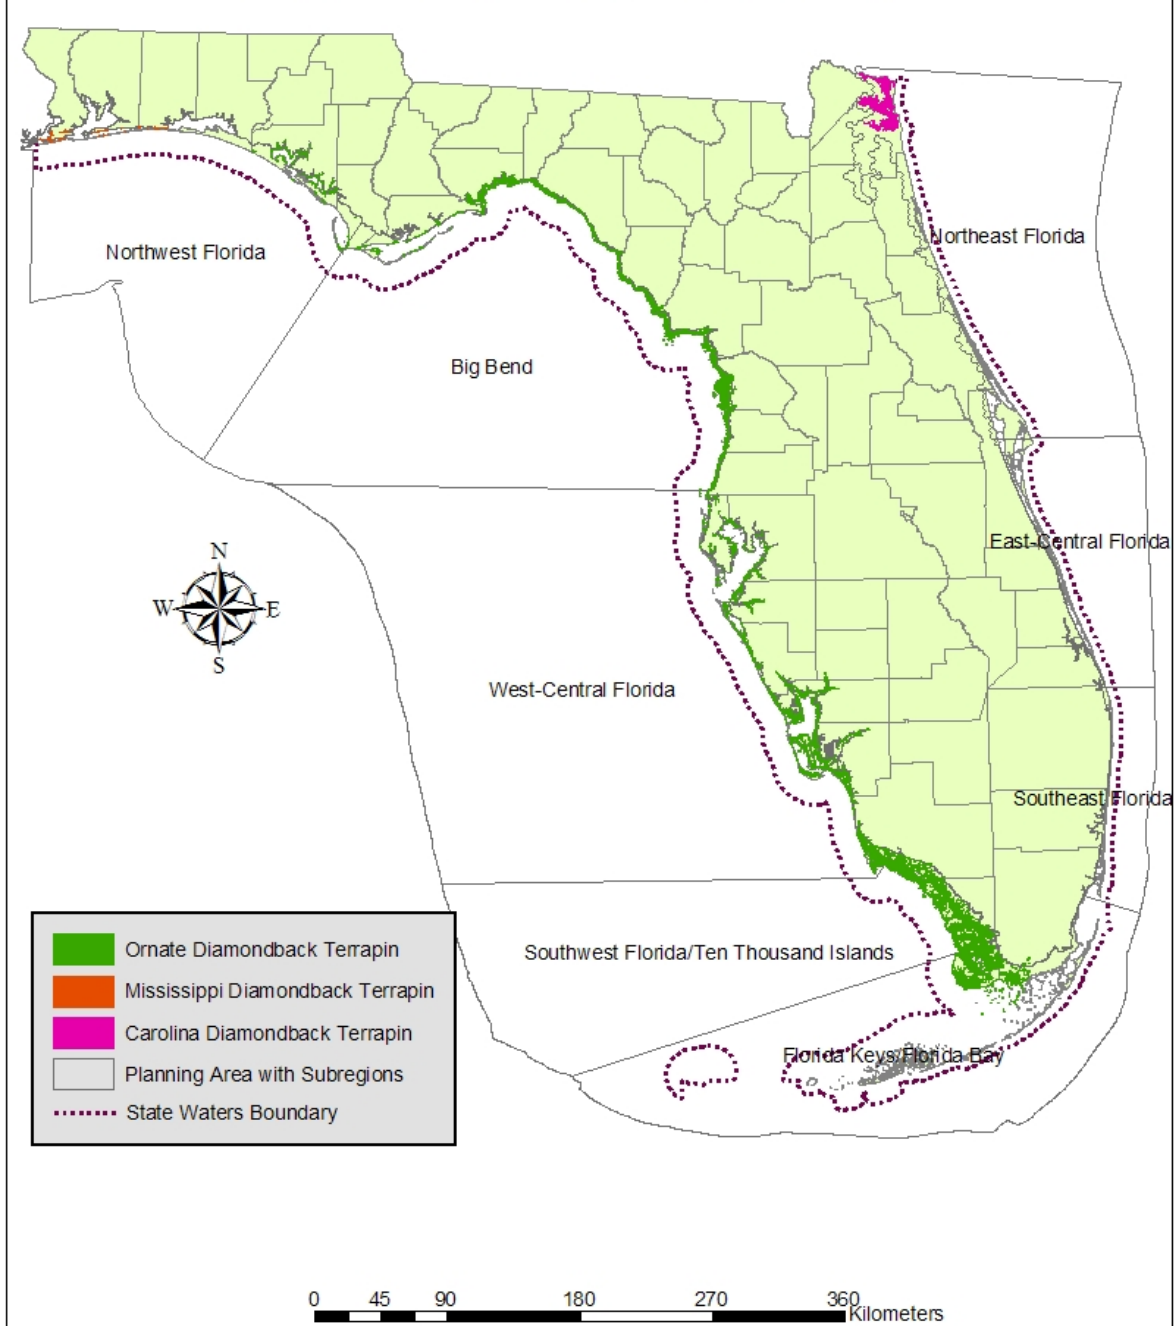 Northwest Florida
Northeast Florida
Big Bend
East-Central Florida
N
W
E
S
West-Central Florida
Southeast Florida
Southwest Florida/Ten Thousand Islands
Florida Keys/Florida Bay
Ornate Diamondback Terrapin
Mississippi Diamondback Terrapin
Carolina Diamondback Terrapin
Planning Area with Subregions
State Waters Boundary
0 45 90 180 270 360
Kilometers